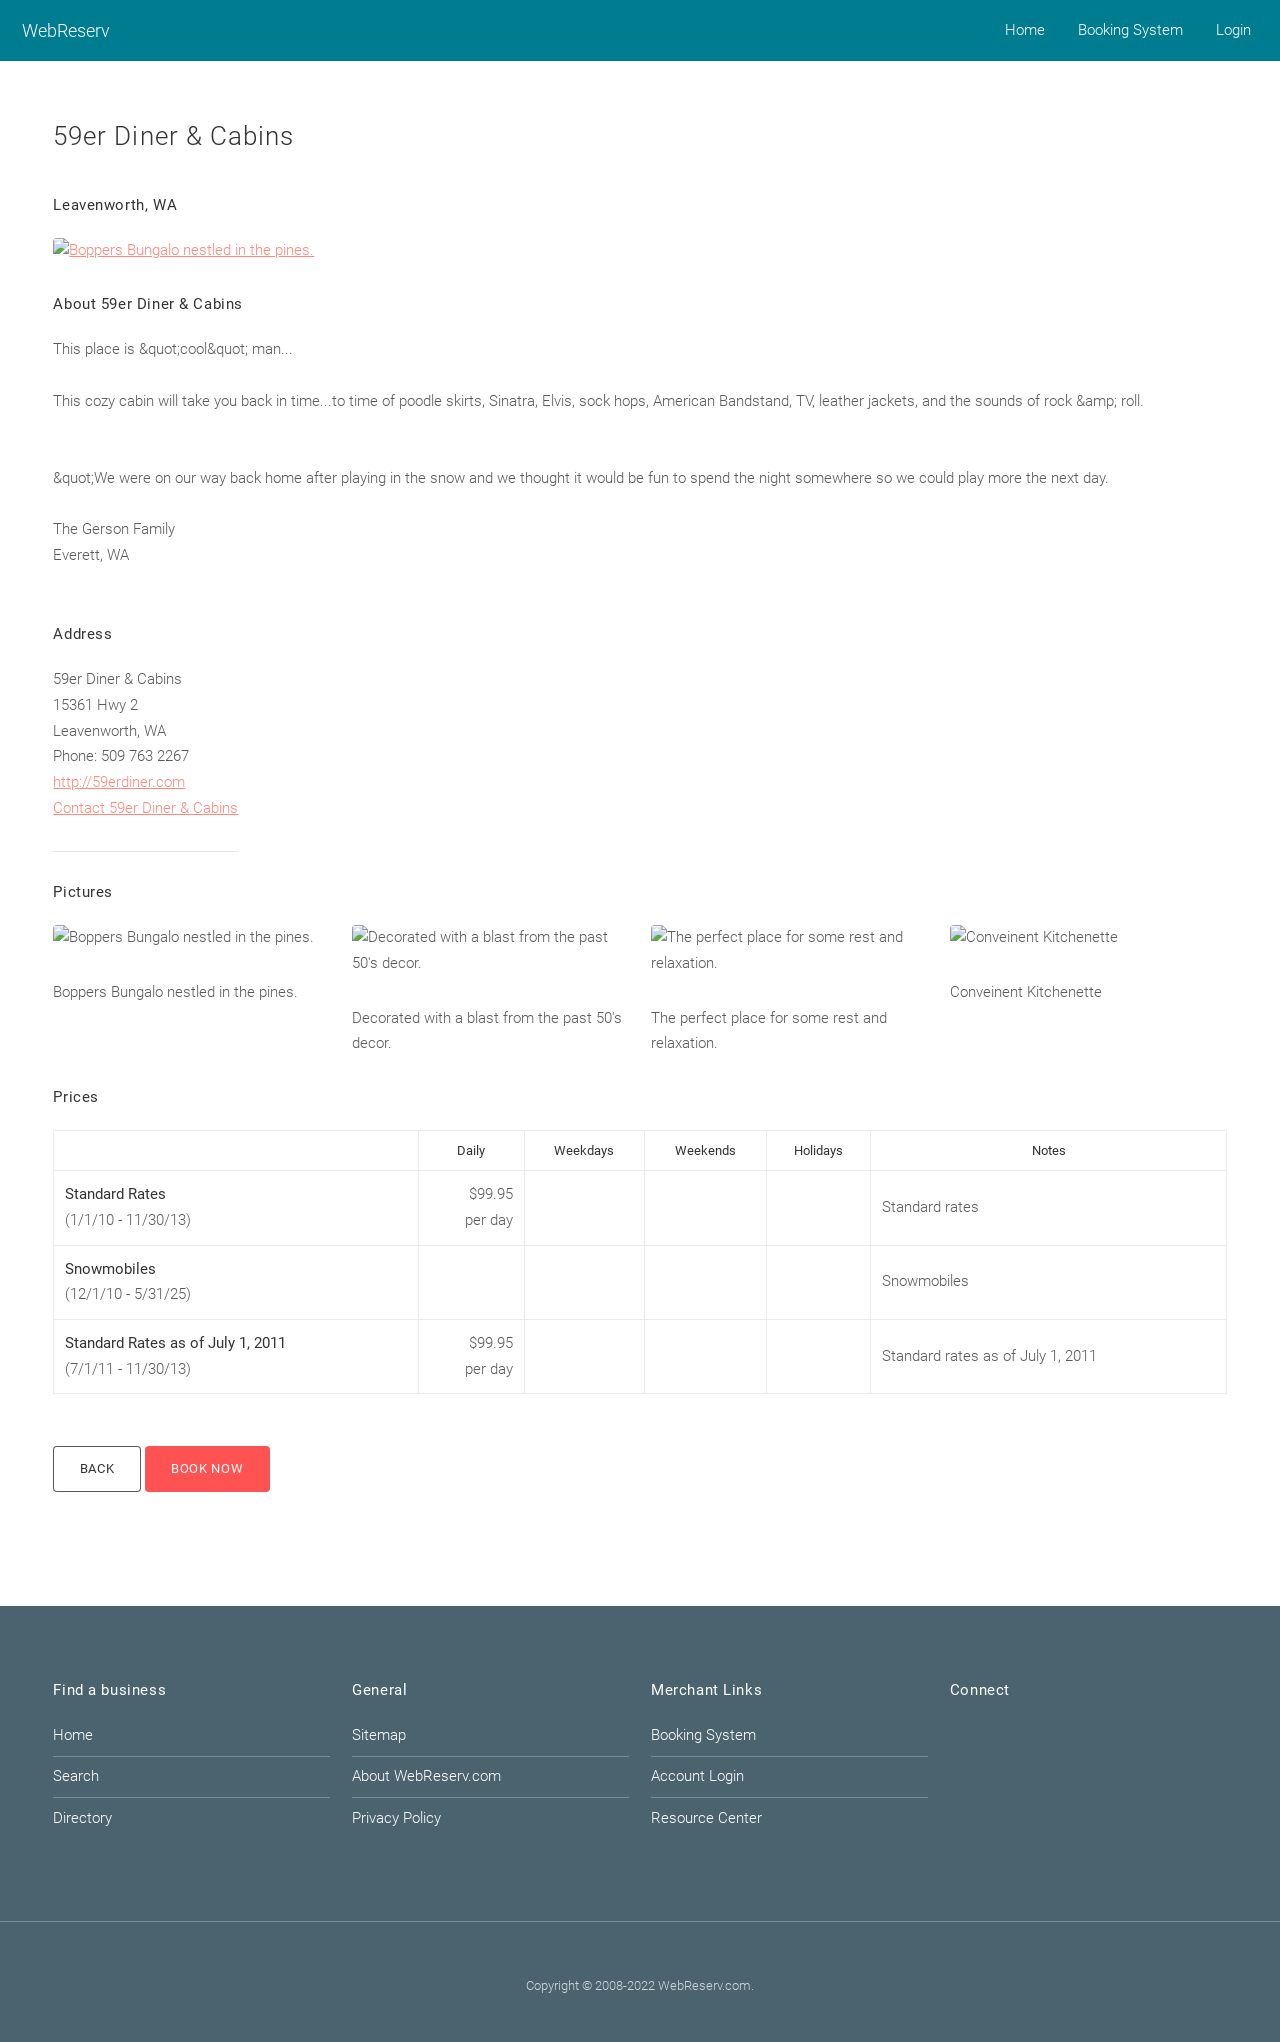 WebReserv
Home
Booking System
Login
59er Diner & Cabins
Leavenworth, WA
Boppers Bungalo nestled in the pines.
About 59er Diner & Cabins
This place is &quot;cool&quot; man...
This cozy cabin will take you back in time...to time of poodle skirts, Sinatra, Elvis, sock hops, American Bandstand, TV, leather jackets, and the sounds of rock &amp; roll.
&quot;We were on our way back home after playing in the snow and we thought it would be fun to spend the night somewhere so we could play more the next day.
The Gerson Family
Everett, WA
Address
59er Diner & Cabins
15361 Hwy 2
Leavenworth, WA
Phone: 509 763 2267
http://59erdiner.com
Contact 59er Diner & Cabins
Pictures
Boppers Bungalo nestled in the pines.
Boppers Bungalo nestled in the pines.
Decorated with a blast from the past
50's decor.
Decorated with a blast from the past 50's
decor.
The perfect place for some rest and
relaxation.
The perfect place for some rest and
relaxation.
Conveinent Kitchenette
Conveinent Kitchenette
Prices
Daily
Weekdays
Weekends
Holidays
Notes
Standard Rates
(1/1/10 - 11/30/13)
$99.95
per day
Standard rates
Snowmobiles
(12/1/10 - 5/31/25)
Snowmobiles
Standard Rates as of July 1, 2011
(7/1/11 - 11/30/13)
$99.95
per day
Standard rates as of July 1, 2011
BACK
BOOK NOW
Find a business
Home
Search
Directory
General
Sitemap
About WebReserv.com
Privacy Policy
Merchant Links
Booking System
Account Login
Resource Center
Connect
Copyright © 2008-2022 WebReserv.com.